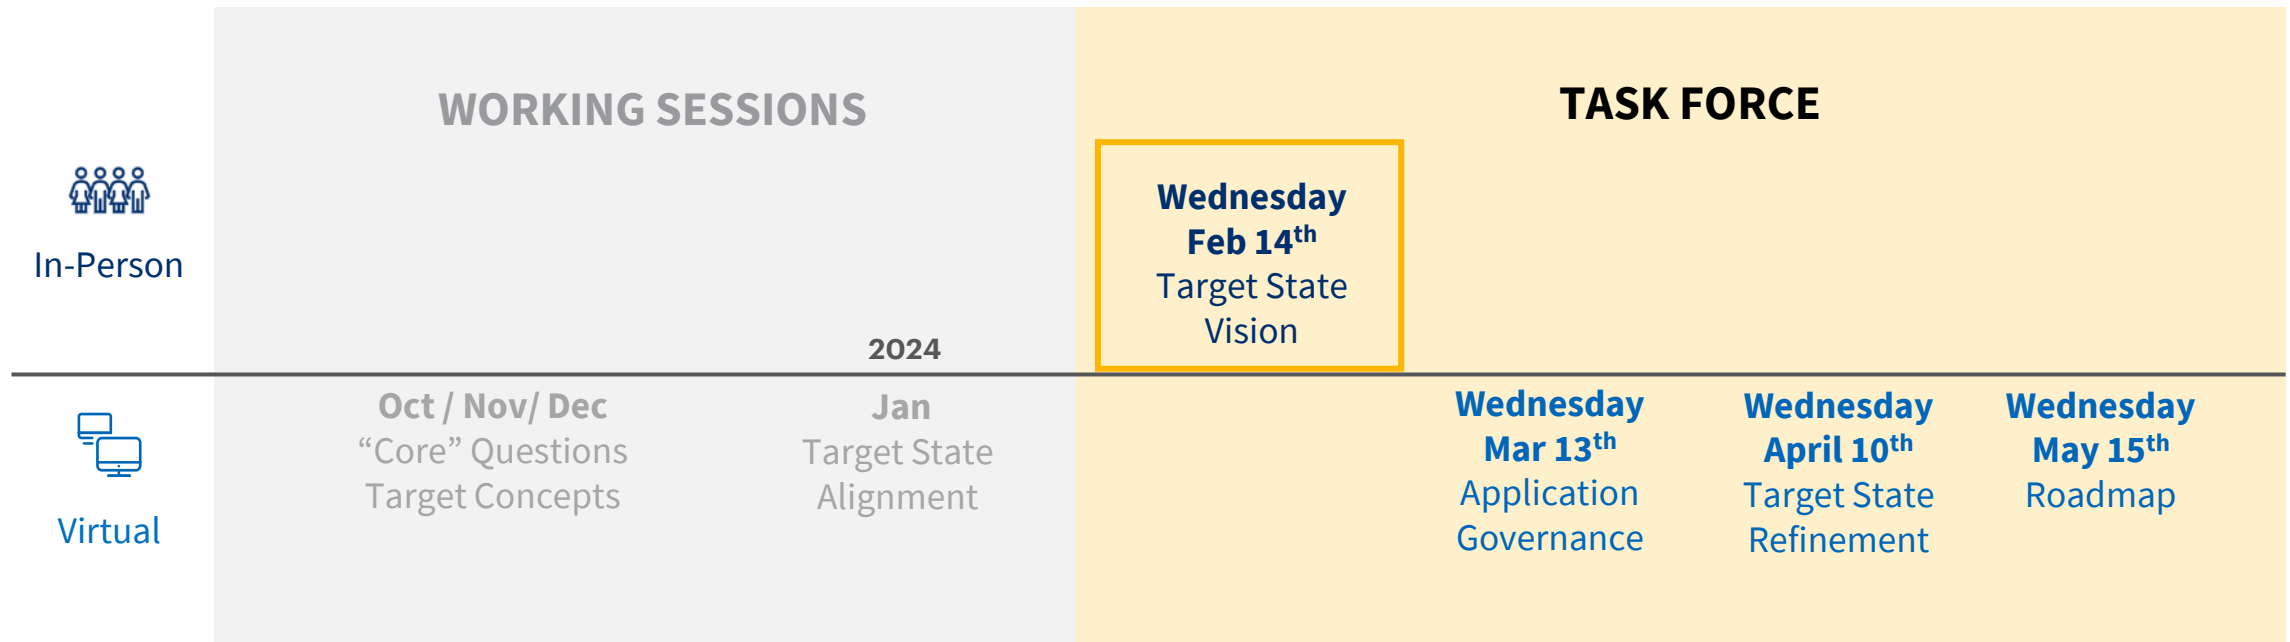 WORKING SESSIONS
TASK FORCE
In-Person
Wednesday
Feb 14th
Target State
Vision
2024
Virtual
Oct / Nov/ Dec
“Core” Questions
Target Concepts
Jan
Target State
Alignment
Wednesday
Mar 13th
Application
Governance
Wednesday
April 10th
Target State
Refinement
Wednesday
May 15th
Roadmap